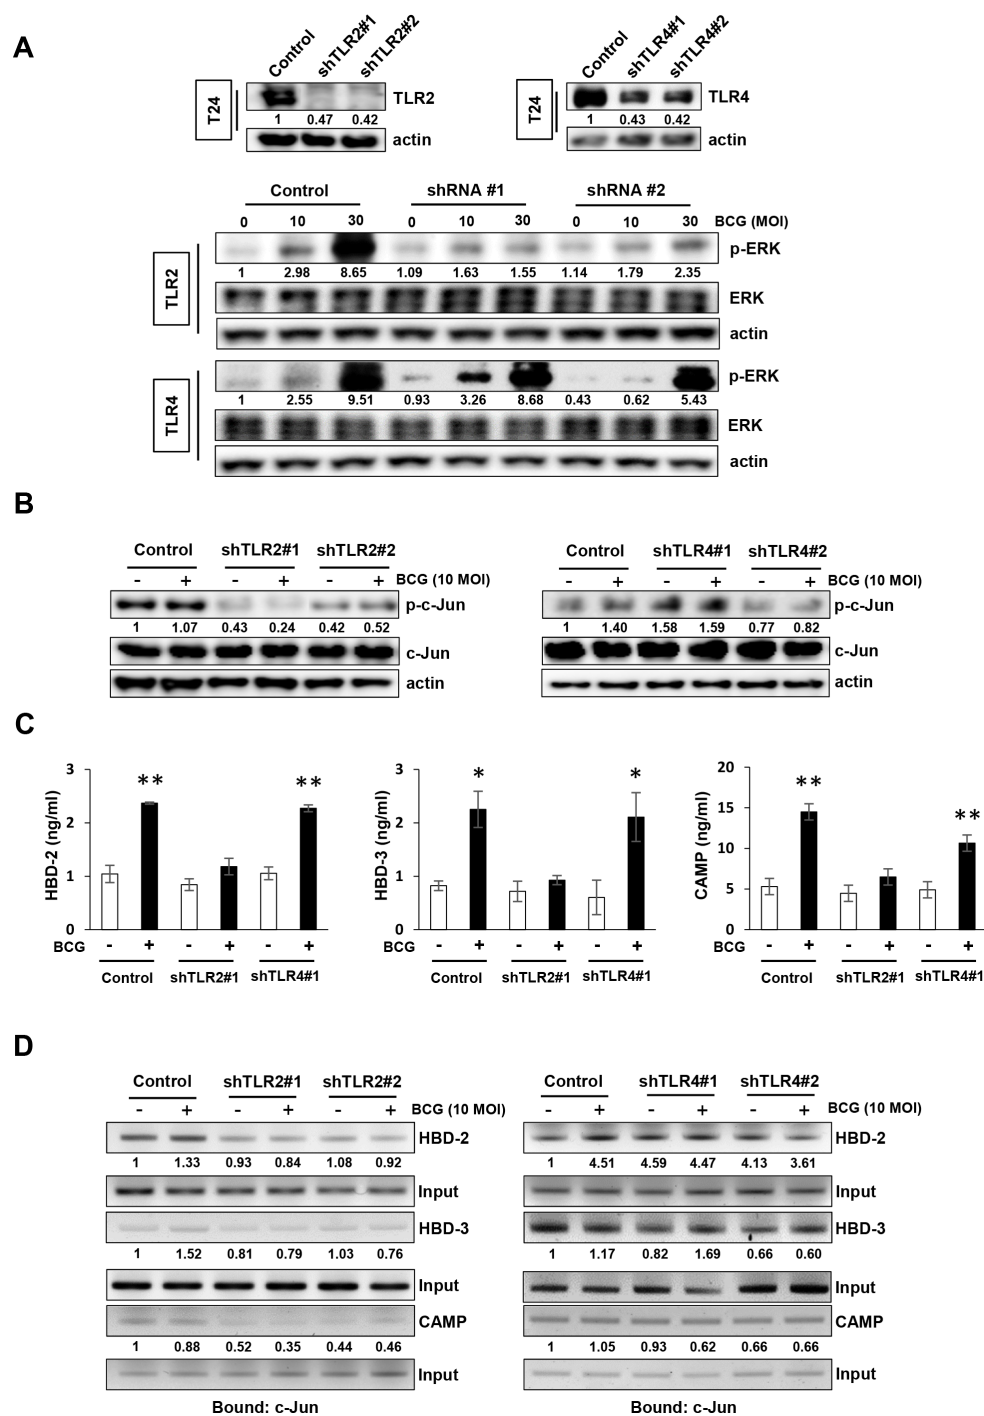 A
Control shTLR2#1 shTLR2#2
T24
TLR2
1 0.47 0.42
actin
Control shTLR4#1 shTLR4#2
T24
TLR4
1 0.43 0.42
actin
Control shRNA #1 shRNA #2
0 10 30 0 10 30 0 10 30 BCG (MOI)
TLR2
p-ERK
1 2.98 8.65 1.09 1.63 1.55 1.14 1.79 2.35
ERK
actin
TLR4
p-ERK
1 2.55 9.51 0.93 3.26 8.68 0.43 0.62 5.43
ERK
actin
B
Control shTLR2#1 shTLR2#2
- + - + - + BCG (10 MOI)
p-c-Jun
1 1.07 0.43 0.24 0.42 0.52
c-Jun
actin
Control shTLR4#1 shTLR4#2
- + - + - + BCG (10 MOI)
p-c-Jun
1 1.40 1.58 1.59 0.77 0.82
c-Jun
actin
C
HBD-2 (ng/ml)
3
2
1
0
** **
BCG - + - + - +
Control shTLR2#1 shTLR4#1
HBD-3 (ng/ml)
3
2
1
0
* *
BCG - + - + - +
Control shTLR2#1 shTLR4#1
CAMP (ng/ml)
20
15
10
5
0
** **
BCG - + - + - +
Control shTLR2#1 shTLR4#1
D
Control shTLR2#1 shTLR2#2
- + - + - + BCG (10 MOI)
HBD-2
1 1.33 0.93 0.84 1.08 0.92
Input
HBD-3
1 1.52 0.81 0.79 1.03 0.76
Input
CAMP
1 0.88 0.52 0.35 0.44 0.46
Input
Bound: c-Jun
Control shTLR4#1 shTLR4#2
- + - + - + BCG (10 MOI)
HBD-2
1 4.51 4.59 4.47 4.13 3.61
Input
HBD-3
1 1.17 0.82 1.69 0.66 0.60
Input
CAMP
1 1.05 0.93 0.62 0.66 0.66
Input
Bound: c-Jun